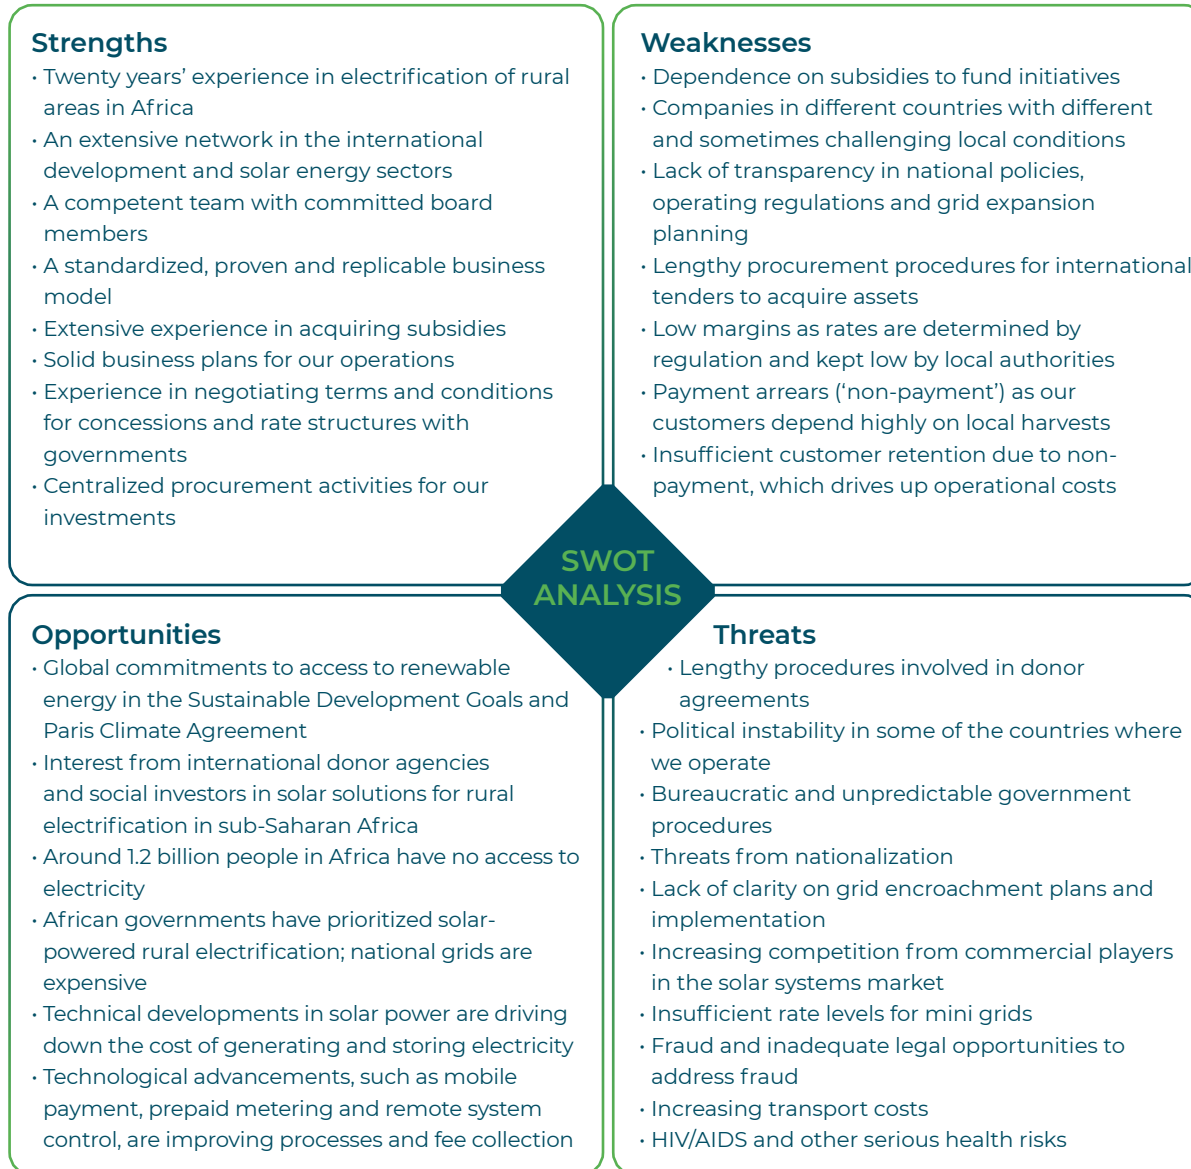 Strengths
· Twenty years’ experience in electrification of rural
areas in Africa
· An extensive network in the international
development and solar energy sectors
· A competent team with committed board
members
· A standardized, proven and replicable business
model
· Extensive experience in acquiring subsidies
· Solid business plans for our operations
· Experience in negotiating terms and conditions
for concessions and rate structures with
governments
· Centralized procurement activities for our
investments
Weaknesses
· Dependence on subsidies to fund initiatives
· Companies in different countries with different
and sometimes challenging local conditions
· Lack of transparency in national policies,
operating regulations and grid expansion
planning
· Lengthy procurement procedures for international
tenders to acquire assets
· Low margins as rates are determined by
regulation and kept low by local authorities
· Payment arrears (‘non-payment’) as our
customers depend highly on local harvests
· Insufficient customer retention due to non-
payment, which drives up operational costs
SWOT
ANALYSIS
Opportunities
· Global commitments to access to renewable
energy in the Sustainable Development Goals and
Paris Climate Agreement
· Interest from international donor agencies
and social investors in solar solutions for rural
electrification in sub-Saharan Africa
· Around 1.2 billion people in Africa have no access to
electricity
· African governments have prioritized solar-
powered rural electrification; national grids are
expensive
· Technical developments in solar power are driving
down the cost of generating and storing electricity
· Technological advancements, such as mobile
payment, prepaid metering and remote system
control, are improving processes and fee collection
Threats
· Lengthy procedures involved in donor
agreements
· Political instability in some of the countries where
we operate
· Bureaucratic and unpredictable government
procedures
· Threats from nationalization
· Lack of clarity on grid encroachment plans and
implementation
· Increasing competition from commercial players
in the solar systems market
· Insufficient rate levels for mini grids
· Fraud and inadequate legal opportunities to
address fraud
· Increasing transport costs
· HIV/AIDS and other serious health risks